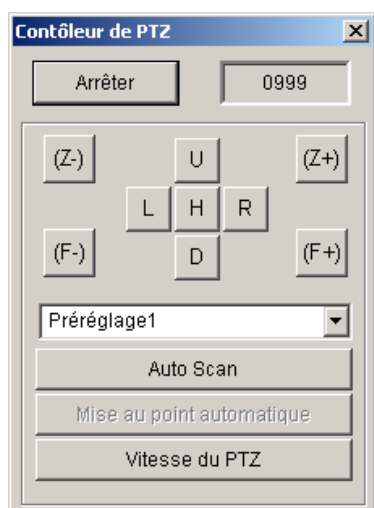 Contôleur de PTZ
Arrêter 0999
(Z-) U (Z+)
L H R
(F-) D (F+)
Préréglage1
Auto Scan
Mise au point automatique
Vitesse du PTZ